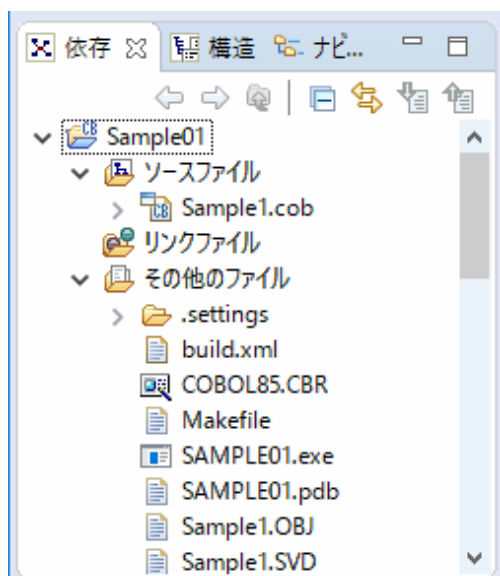 依存 構造 ナビ...
Sample01
ソースファイル
Sample1.cob
リンクファイル
その他のファイル
.settings
build.xml
COBOL85.CBR
Makefile
SAMPLE01.exe
SAMPLE01.pdb
Sample1.OBJ
Sample1.SVD